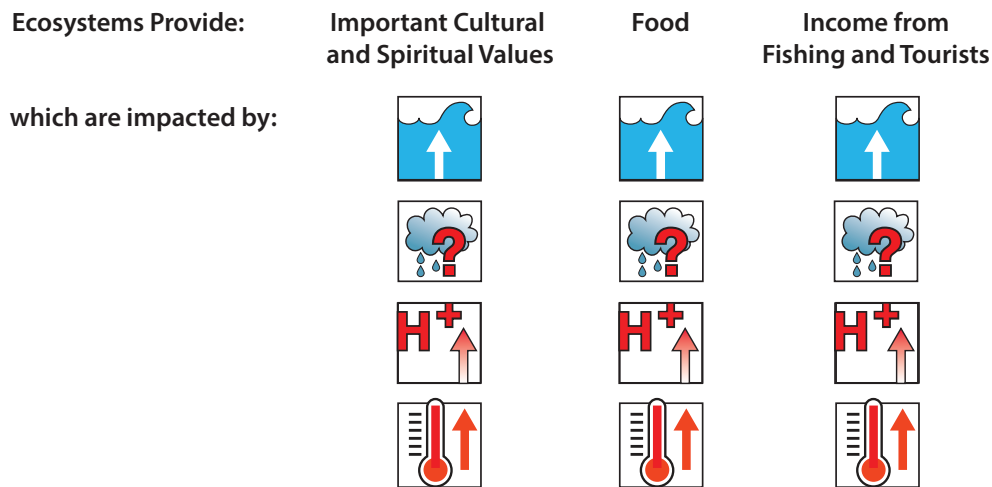 Ecosystems Provide:
Important Cultural
and Spiritual Values
Food
Income from
Fishing and Tourists
which are impacted by:
?
?
?
H+
H+
H+